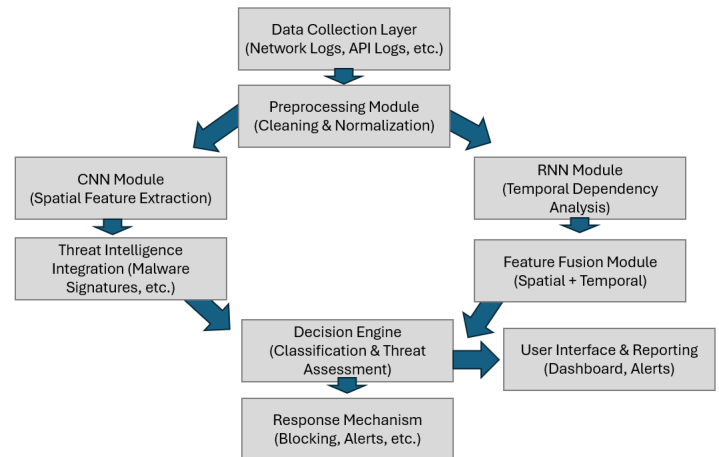 Data Collection Layer
(Network Logs, API Logs, etc.)
Preprocessing Module
(Cleaning & Normalization)
CNN Module
(Spatial Feature Extraction)
RNN Module
(Temporal Dependency
Analysis)
Threat Intelligence
Integration (Malware
Signatures, etc.)
Feature Fusion Module
(Spatial + Temporal)
Decision Engine
(Classification & Threat
Assessment)
User Interface & Reporting
(Dashboard, Alerts)
Response Mechanism
(Blocking, Alerts, etc.)